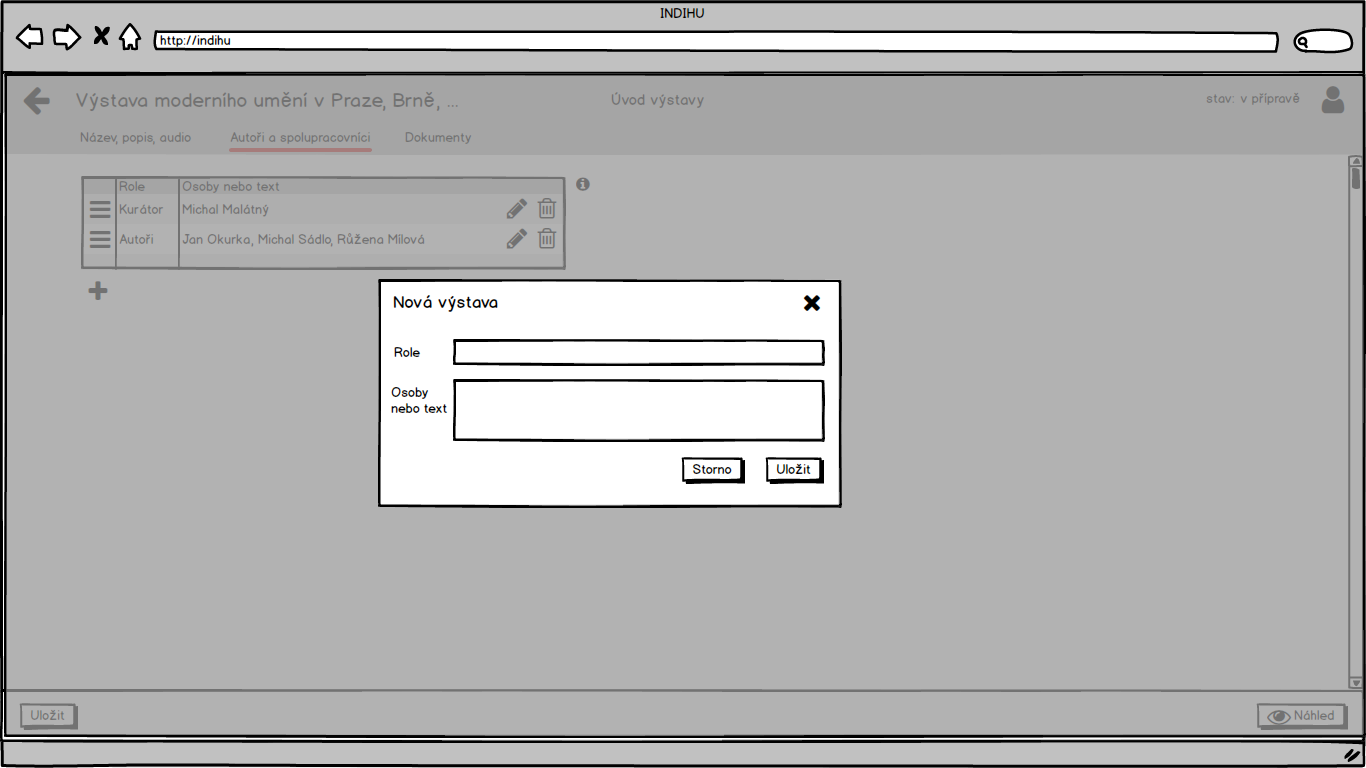 INDIHU
http://indihu
Výstava moderního umění v Praze, Brně, ...
Úvod výstavy
stav: v přípravě
Název, popis, audio
Autoři a spolupracovníci
Dokumenty
Role
Osoby nebo text
Kurátor
Michal Malátný
Autoři
Jan Okurka, Michal Sádlo, Růžena Mílová
Nová výstava
Role
Osoby
nebo text
Storno
Uložit
Uložit
Náhled